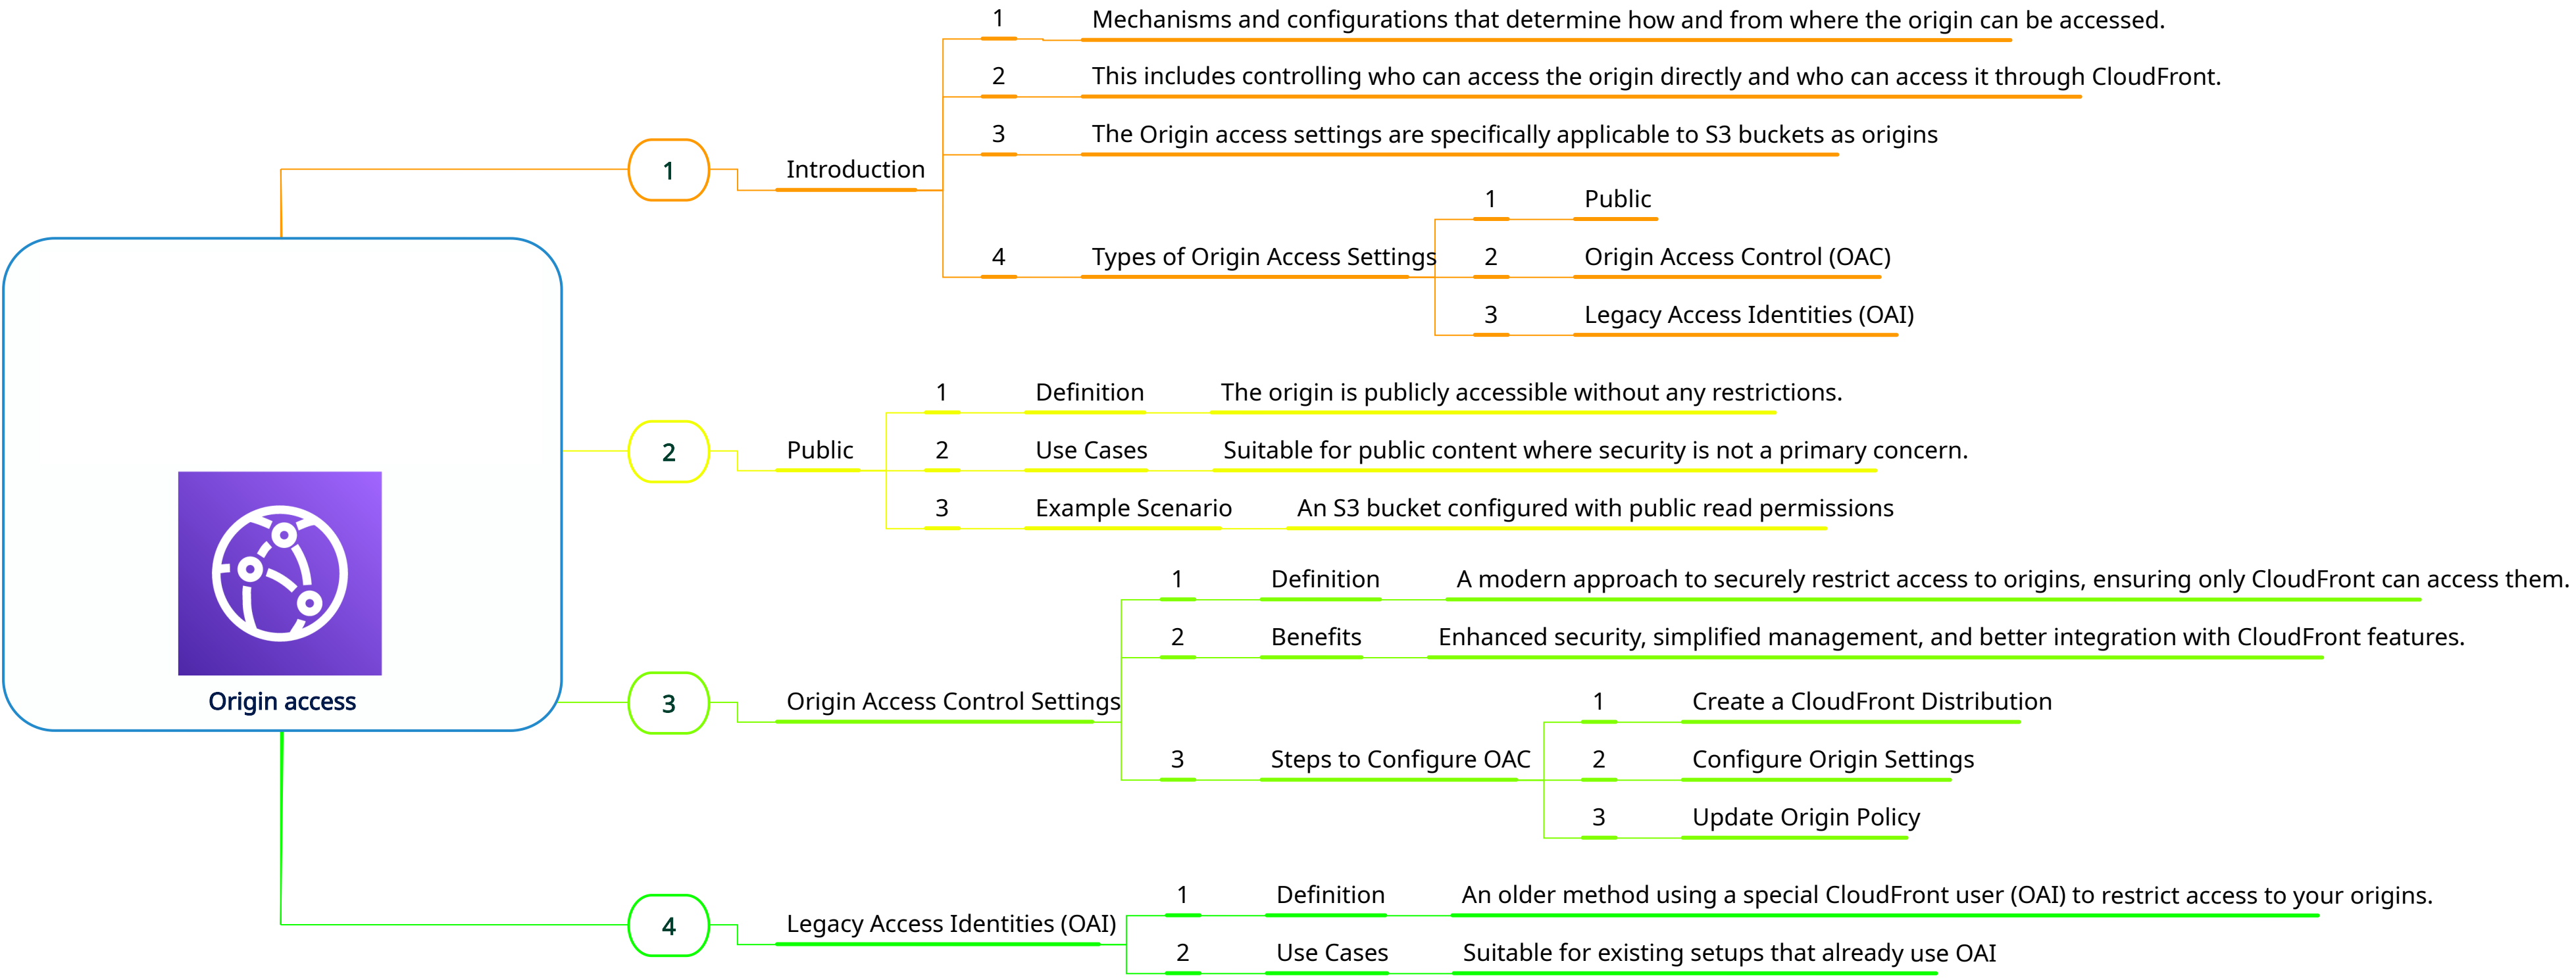 Origin access
1
Introduction
1 Mechanisms and configurations that determine how and from where the origin can be accessed.
2 This includes controlling who can access the origin directly and who can access it through CloudFront.
3 The Origin access settings are specifically applicable to S3 buckets as origins
4 Types of Origin Access Settings
1 Public
2 Origin Access Control (OAC)
3 Legacy Access Identities (OAI)
2
Public
1 Definition The origin is publicly accessible without any restrictions.
2 Use Cases Suitable for public content where security is not a primary concern.
3 Example Scenario An S3 bucket configured with public read permissions
3
Origin Access Control Settings
1 Definition A modern approach to securely restrict access to origins, ensuring only CloudFront can access them.
2 Benefits Enhanced security, simplified management, and better integration with CloudFront features.
3 Steps to Configure OAC
1 Create a CloudFront Distribution
2 Configure Origin Settings
3 Update Origin Policy
4
Legacy Access Identities (OAI)
1 Definition An older method using a special CloudFront user (OAI) to restrict access to your origins.
2 Use Cases Suitable for existing setups that already use OAI